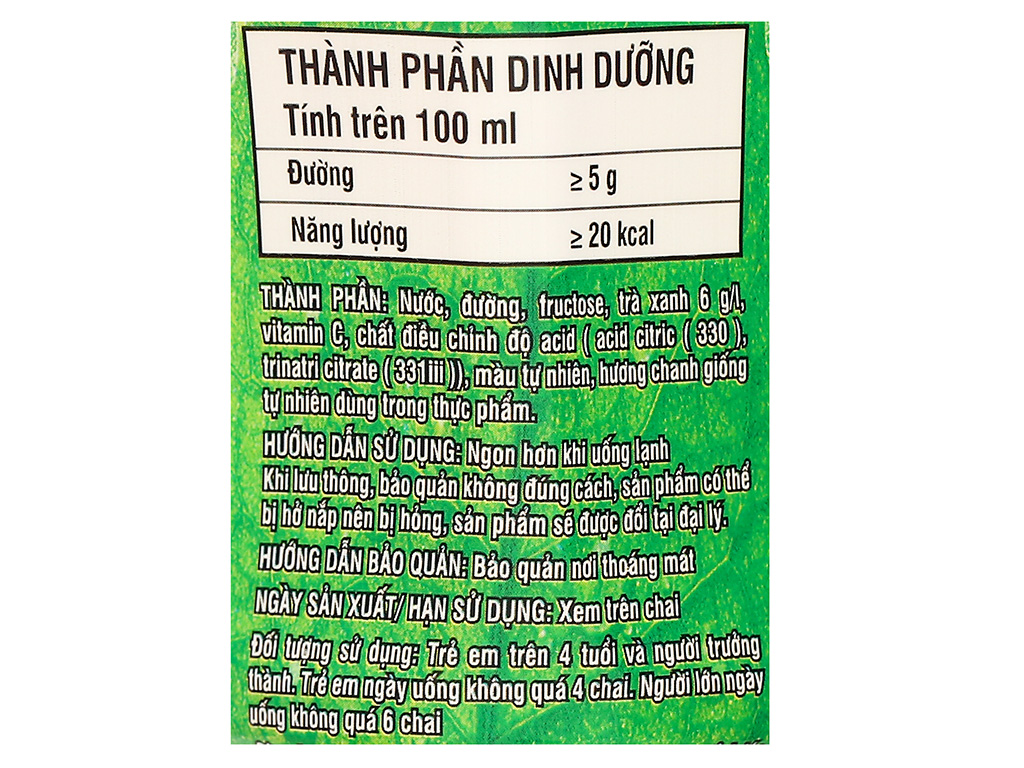 THÀNH PHẦN DINH DƯỠNG
Tính trên 100 ml
Đường ≥ 5 g
Năng lượng ≥ 20 kcal
THÀNH PHẦN: Nước, đường, fructose, trà xanh 6 g/l,
vitamin C, chất điều chỉnh độ acid ( acid citric ( 330 ),
trinatri citrate ( 331iii )), màu tự nhiên, hương chanh giống
tự nhiên dùng trong thực phẩm.
HƯỚNG DẪN SỬ DỤNG: Ngon hơn khi uống lạnh
Khi lưu thông, bảo quản không đúng cách, sản phẩm có thể
bị hở nắp nên bị hỏng, sản phẩm sẽ được đổi tại đại lý.
HƯỚNG DẪN BẢO QUẢN: Bảo quản nơi thoáng mát
NGÀY SẢN XUẤT/ HẠN SỬ DỤNG: Xem trên chai
Đối tượng sử dụng: Trẻ em trên 4 tuổi và người trưởng
thành. Trẻ em ngày uống không quá 4 chai. Người lớn ngày
uống không quá 6 chai